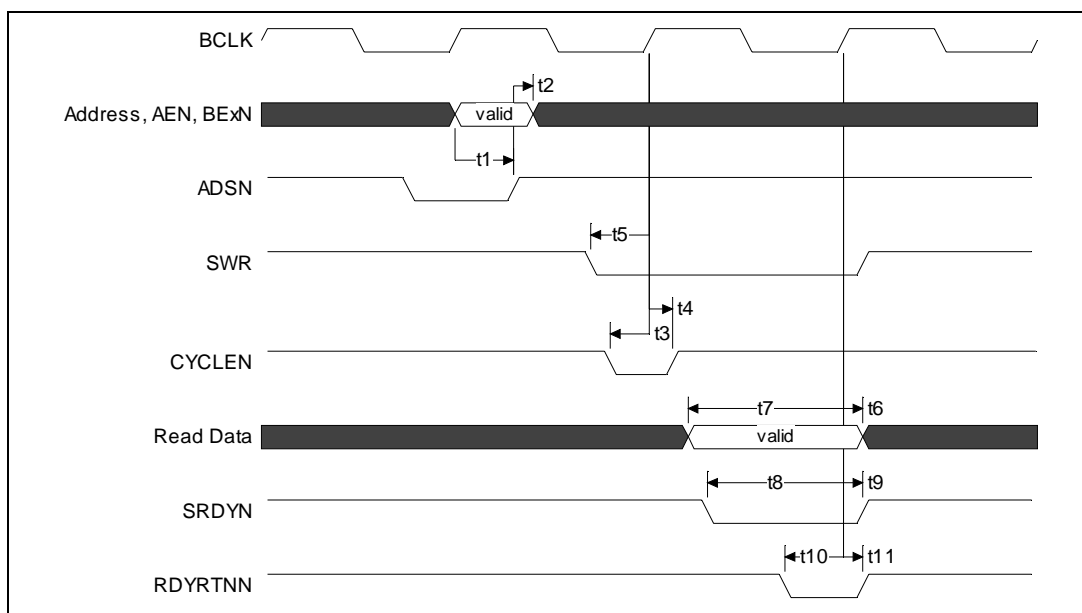 BCLK
t2
Address, AEN, BExN
valid
t1
ADSN
t5
SWR
t4
t3
CYCLEN
t7
t6
Read Data
valid
t8
t9
SRDYN
t10
t11
RDYRTNN